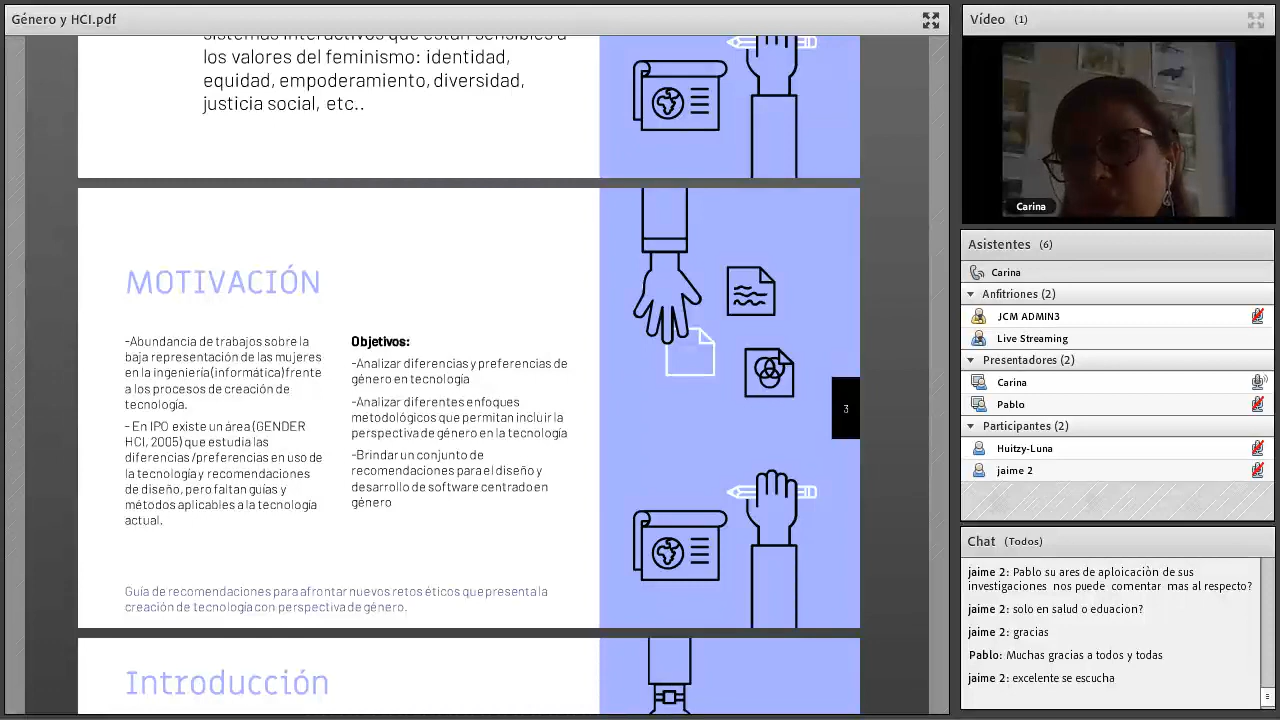 Género y HCI.pdf
sistemas interactivos que están sensibles a
los valores del feminismo: identidad,
equidad, empoderamiento, diversidad,
justicia social, etc..
MOTIVACIÓN
-Abundancia de trabajos sobre la
baja representación de las mujeres
en la ingeniería(informática)frente
a los procesos de creación de
tecnología.
- En IPO existe un área (GENDER
HCI, 2005) que estudia las
diferencias/preferencias en uso de
la tecnología y recomendaciones
de diseño, pero faltan guías y
métodos aplicables a la tecnología
actual.
Objetivos:
-Analizar diferencias y preferencias de
género en tecnología
-Analizar diferentes enfoques
metodológicos que permitan incluir la
perspectiva de género en la tecnología
-Brindar un conjunto de
recomendaciones para el diseño y
desarrollo de software centrado en
género
3
Guía de recomendaciones para afrontar nuevos retos éticos que presenta la
creación de tecnología con perspectiva de género.
Introducción
Vídeo (1)
Carina
Asistentes (6)
Carina
Anfitriones (2)
JCM ADMIN3
Live Streaming
Presentadores (2)
Carina
Pablo
Participantes (2)
Huitzy-Luna
jaime 2
Chat (Todos)
jaime 2: Pablo su ares de aploicaciòn de sus
investigaciones nos puede comentar mas al respecto?
jaime 2: solo en salud o eduacion?
jaime 2: gracias
Pablo: Muchas gracias a todos y todas
jaime 2: excelente se escucha